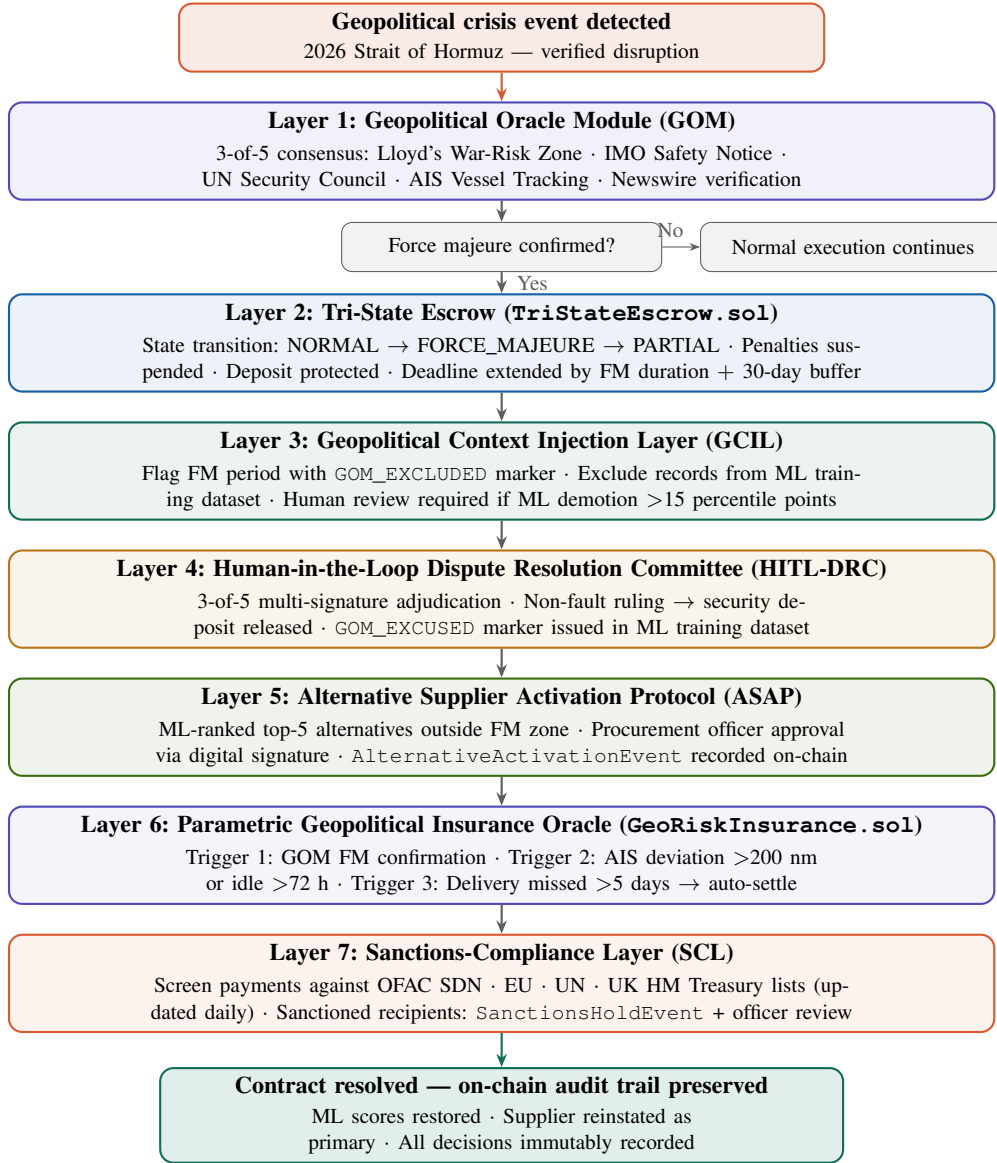 Geopolitical crisis event detected
2026 Strait of Hormuz — verified disruption
Layer 1: Geopolitical Oracle Module (GOM)
3-of-5 consensus: Lloyd's War-Risk Zone · IMO Safety Notice ·
UN Security Council · AIS Vessel Tracking · Newswire verification
Force majeure confirmed?
No
Normal execution continues
Yes
Layer 2: Tri-State Escrow (TriStateEscrow.sol)
State transition: NORMAL → FORCE_MAJEURE → PARTIAL · Penalties sus-
pended · Deposit protected · Deadline extended by FM duration + 30-day buffer
Layer 3: Geopolitical Context Injection Layer (GCIL)
Flag FM period with GOM_EXCLUDED marker · Exclude records from ML train-
ing dataset · Human review required if ML demotion >15 percentile points
Layer 4: Human-in-the-Loop Dispute Resolution Committee (HITL-DRC)
3-of-5 multi-signature adjudication · Non-fault ruling → security de-
posit released · GOM_EXCUSED marker issued in ML training dataset
Layer 5: Alternative Supplier Activation Protocol (ASAP)
ML-ranked top-5 alternatives outside FM zone · Procurement officer approval
via digital signature · AlternativeActivationEvent recorded on-chain
Layer 6: Parametric Geopolitical Insurance Oracle (GeoRiskInsurance.sol)
Trigger 1: GOM FM confirmation · Trigger 2: AIS deviation >200 nm
or idle >72 h · Trigger 3: Delivery missed >5 days → auto-settle
Layer 7: Sanctions-Compliance Layer (SCL)
Screen payments against OFAC SDN · EU · UN · UK HM Treasury lists (up-
dated daily) · Sanctioned recipients: SanctionsHoldEvent + officer review
Contract resolved — on-chain audit trail preserved
ML scores restored · Supplier reinstated as
primary · All decisions immutably recorded